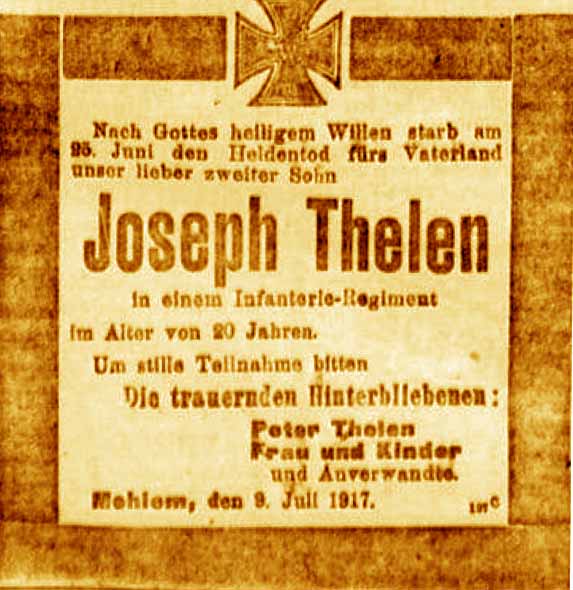 Nach Gottes heiligem Willen starb am
25. Juni den Heldentod fürs Vaterland
unser lieber zweiter Sohn
Joseph Thelen
in einem Infanterie-Regiment
im Alter von 20 Jahren.
Um stille Teilnahme bitten
Die trauernden Hinterbliebenen:
Peter Thelen
Frau und Kinder
und Anverwandte.
Mehlem, den 9. Juli 1917.